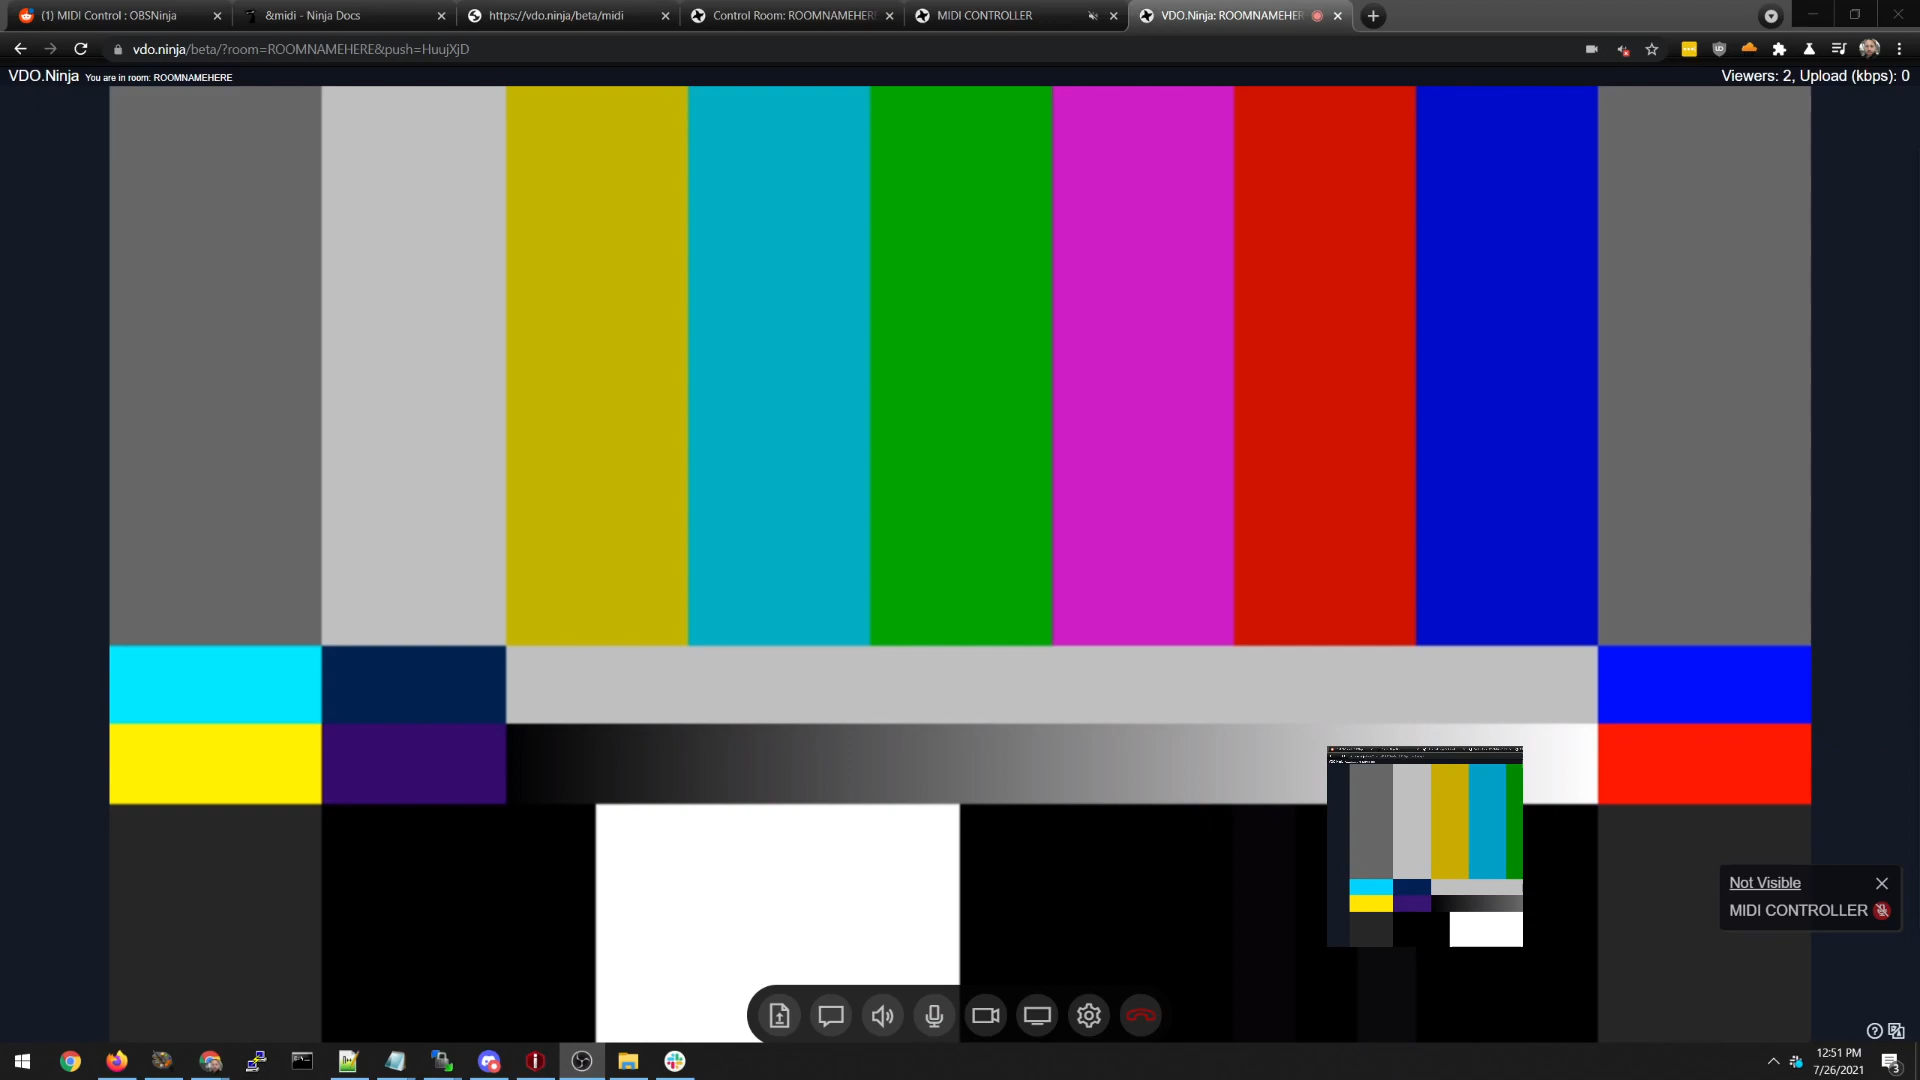 (1) MIDI Control : OBSNinja
&midi - Ninja Docs
https://vdo.ninja/beta/midi
Control Room: ROOMNAMEHERE
MIDI CONTROLLER
VDO.Ninja: ROOMNAMEHER
vdo.ninja/beta/?room=ROOMNAMEHERE&push=HuujXjD
VDO.Ninja You are in room: ROOMNAMEHERE
Viewers: 2, Upload (kbps): 0
Not Visible
MIDI CONTROLLER
12:51 PM
7/26/2021
3